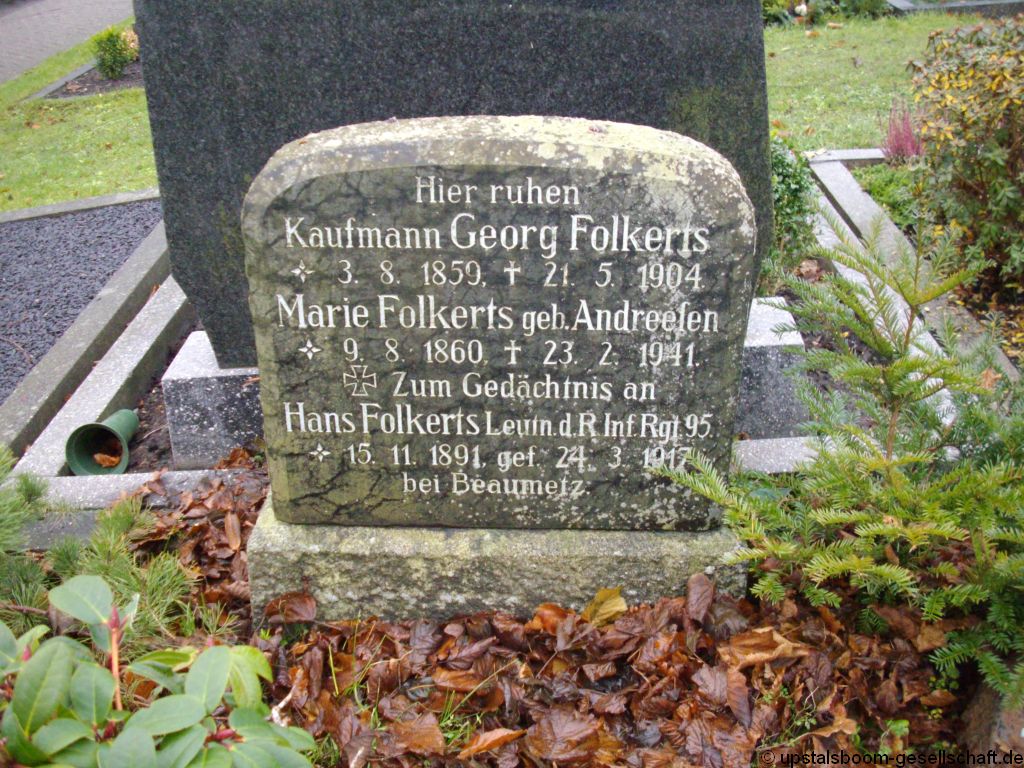 Hier ruhen
Kaufmann Georg Folkerts
3. 8. 1859, † 21. 5. 1904.
Marie Folkerts geb. Andreeſen
9. 8. 1860. † 23. 2. 1941.
Zum Gedächtnis an
Hans Folkerts Leutn. d. R. Inf. Rgt 95.
15. 11. 1891, gef. 24. 3. 1917
bei Beaumetz.
© upstalsboom-gesellschaft.de